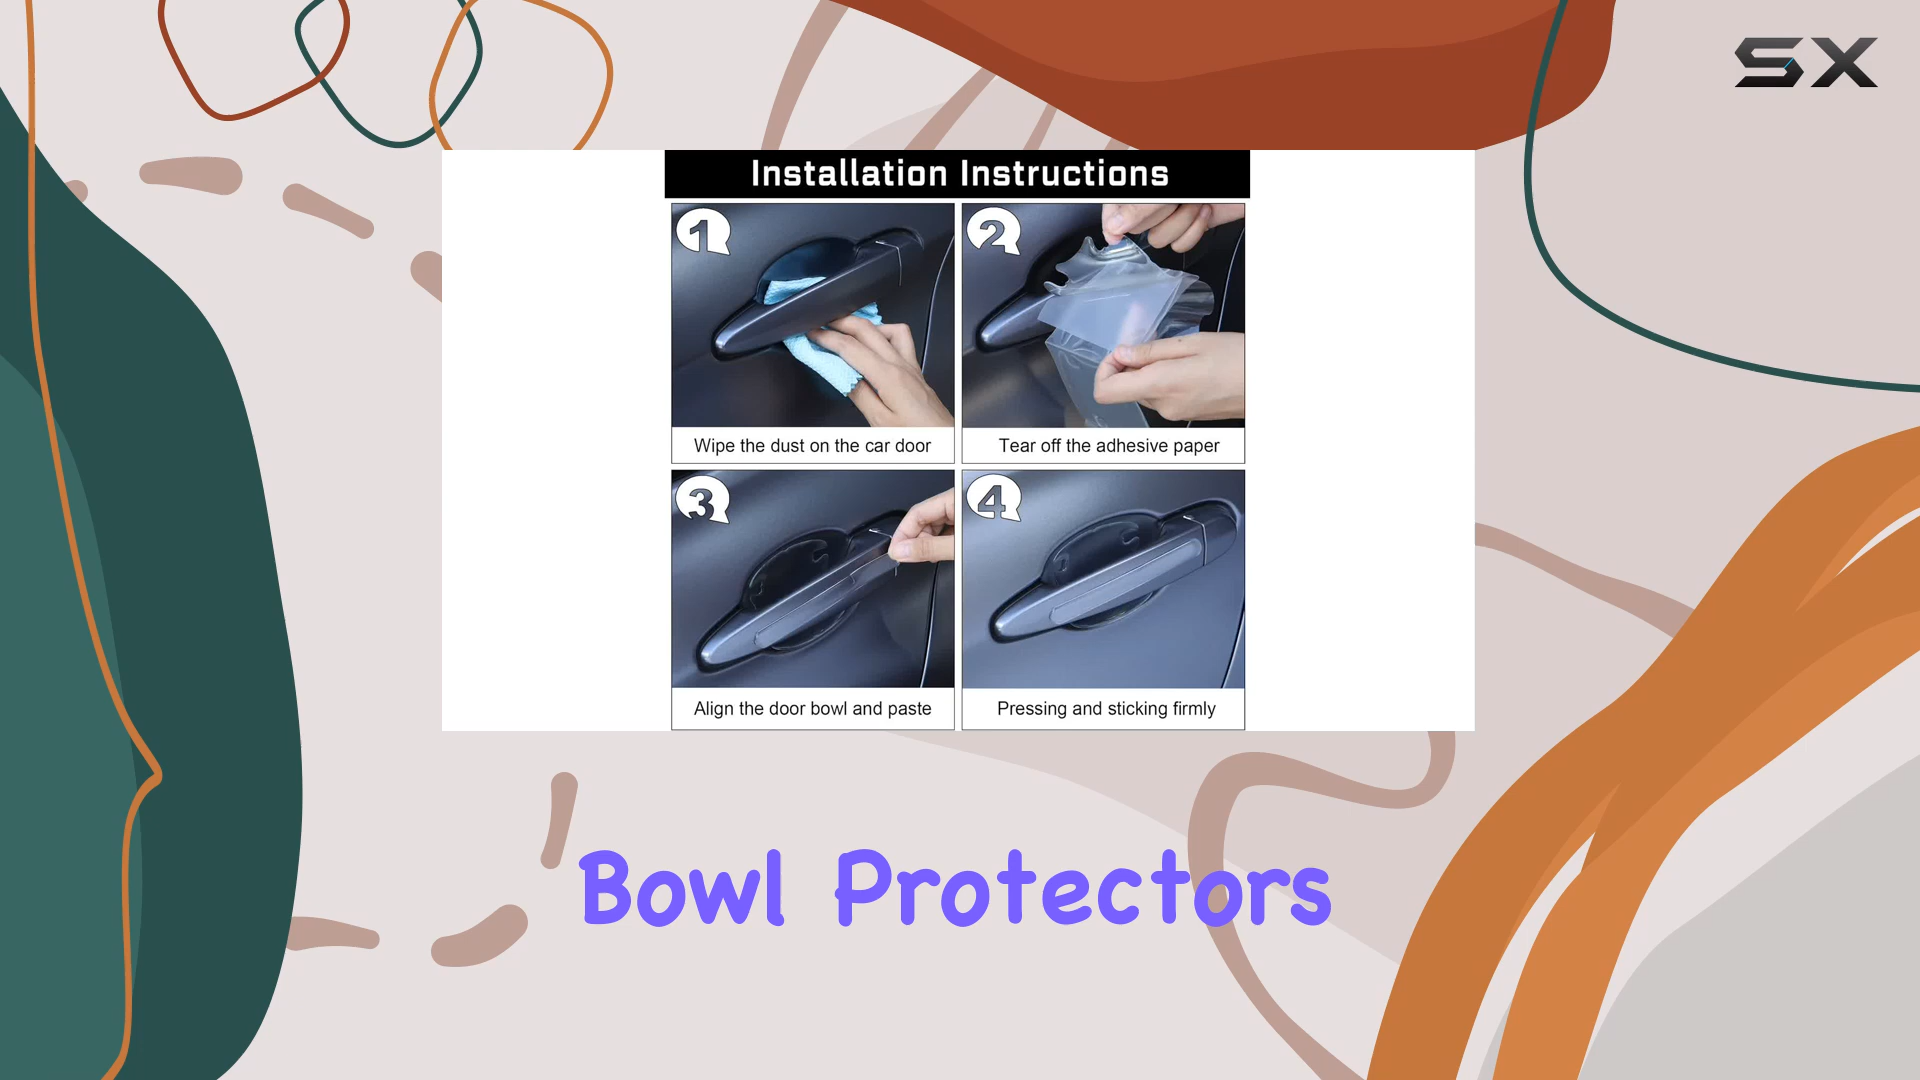 SX
Installation Instructions
1
2
Wipe the dust on the car door
Tear off the adhesive paper
3
4
Align the door bowl and paste
Pressing and sticking firmly
Bowl Protectors